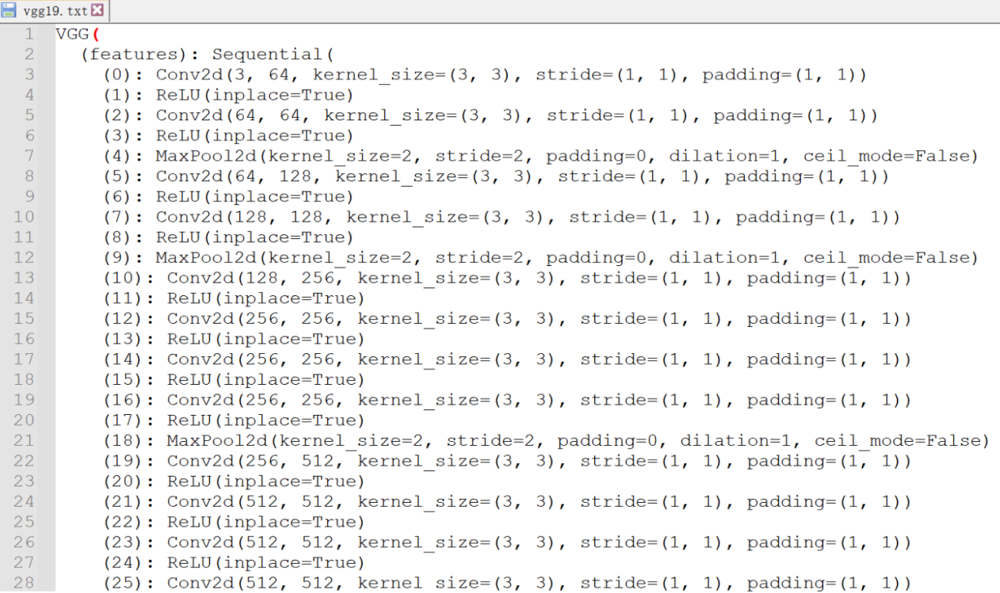 vgg19.txt
1 VGG(
2 (features): Sequential(
3 (0): Conv2d(3, 64, kernel_size=(3, 3), stride=(1, 1), padding=(1, 1))
4 (1): ReLU(inplace=True)
5 (2): Conv2d(64, 64, kernel_size=(3, 3), stride=(1, 1), padding=(1, 1))
6 (3): ReLU(inplace=True)
7 (4): MaxPool2d(kernel_size=2, stride=2, padding=0, dilation=1, ceil_mode=False)
8 (5): Conv2d(64, 128, kernel_size=(3, 3), stride=(1, 1), padding=(1, 1))
9 (6): ReLU(inplace=True)
10 (7): Conv2d(128, 128, kernel_size=(3, 3), stride=(1, 1), padding=(1, 1))
11 (8): ReLU(inplace=True)
12 (9): MaxPool2d(kernel_size=2, stride=2, padding=0, dilation=1, ceil_mode=False)
13 (10): Conv2d(128, 256, kernel_size=(3, 3), stride=(1, 1), padding=(1, 1))
14 (11): ReLU(inplace=True)
15 (12): Conv2d(256, 256, kernel_size=(3, 3), stride=(1, 1), padding=(1, 1))
16 (13): ReLU(inplace=True)
17 (14): Conv2d(256, 256, kernel_size=(3, 3), stride=(1, 1), padding=(1, 1))
18 (15): ReLU(inplace=True)
19 (16): Conv2d(256, 256, kernel_size=(3, 3), stride=(1, 1), padding=(1, 1))
20 (17): ReLU(inplace=True)
21 (18): MaxPool2d(kernel_size=2, stride=2, padding=0, dilation=1, ceil_mode=False)
22 (19): Conv2d(256, 512, kernel_size=(3, 3), stride=(1, 1), padding=(1, 1))
23 (20): ReLU(inplace=True)
24 (21): Conv2d(512, 512, kernel_size=(3, 3), stride=(1, 1), padding=(1, 1))
25 (22): ReLU(inplace=True)
26 (23): Conv2d(512, 512, kernel_size=(3, 3), stride=(1, 1), padding=(1, 1))
27 (24): ReLU(inplace=True)
28 (25): Conv2d(512, 512, kernel size=(3, 3), stride=(1, 1), padding=(1, 1))